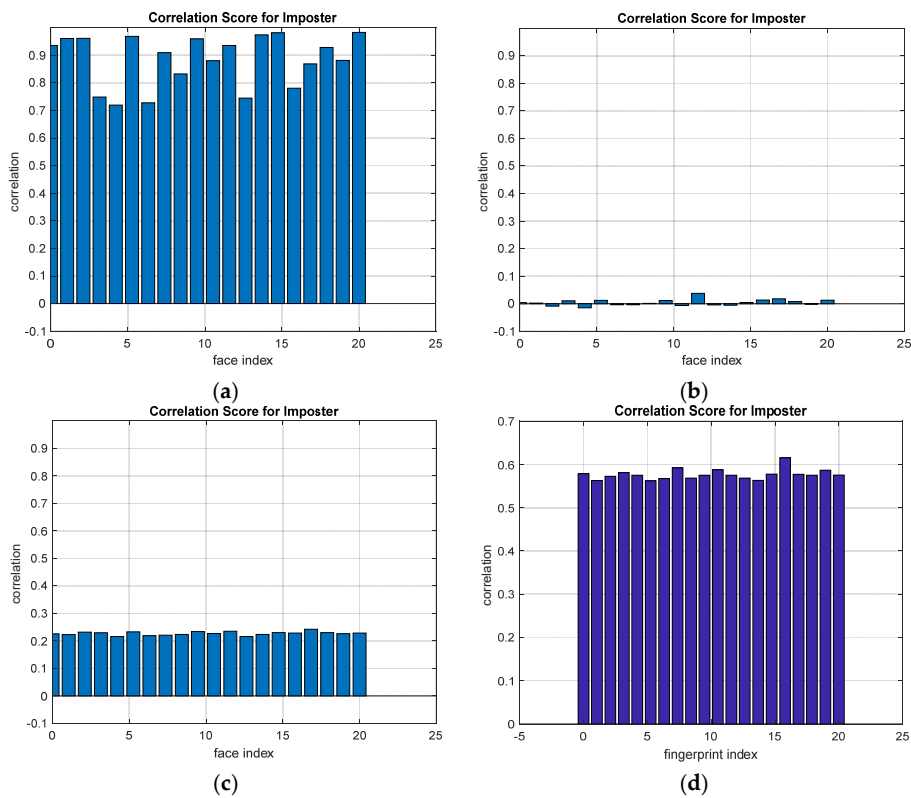 Correlation Score for Imposter
0.9
0.8
0.7
0.6
0.5
0.4
0.3
0.2
0.1
0
-0.1
correlation
0 5 10 15 20 25
face index
(a)
Correlation Score for Imposter
0.9
0.8
0.7
0.6
0.5
0.4
0.3
0.2
0.1
0
-0.1
correlation
0 5 10 15 20 25
face index
(b)
Correlation Score for Imposter
0.9
0.8
0.7
0.6
0.5
0.4
0.3
0.2
0.1
0
-0.1
correlation
0 5 10 15 20 25
face index
(c)
Correlation Score for Imposter
0.7
0.6
0.5
0.4
0.3
0.2
0.1
0
correlation
-5 0 5 10 15 20 25
fingerprint index
(d)